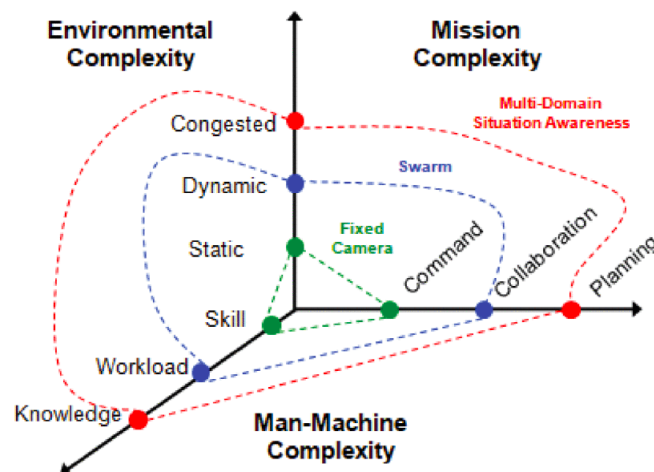 Environmental
Complexity
Mission
Complexity
Multi-Domain
Situation Awareness
Congested
Swarm
Dynamic
Fixed
Camera
Static
Command
Collaboration
Planning
Skill
Workload
Knowledge
Man-Machine
Complexity